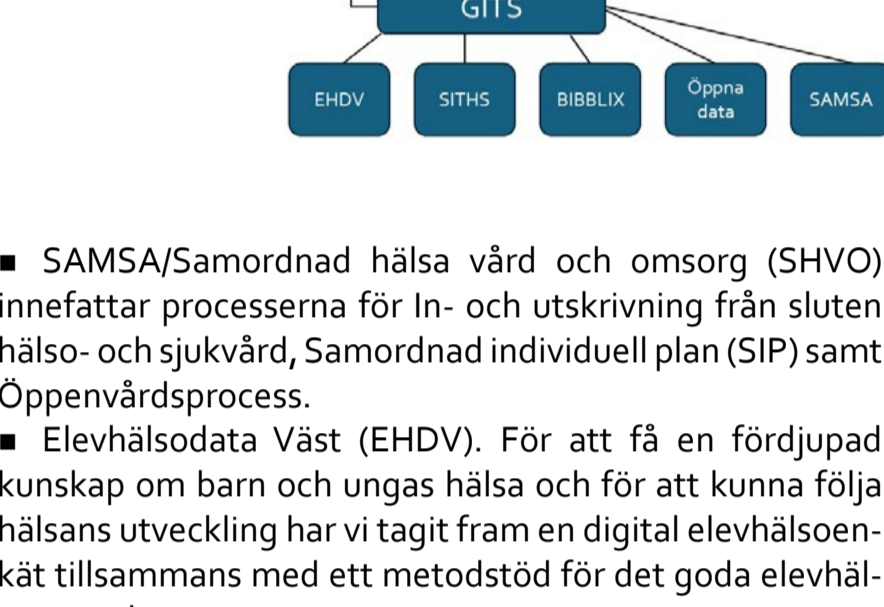 GITS
EHDV
SITHS
BIBBLIX
Öppna
data
SAMSA
■ SAMSA/Samordnad hälsa vård och omsorg (SHVO)
innefattar processerna för In- och utskrivning från sluten
hälso- och sjukvård, Samordnad individuell plan (SIP) samt
Öppenvårdsprocess.
■ Elevhälsodata Väst (EHDV). För att få en fördjupad
kunskap om barn och ungas hälsa och för att kunna följa
hälsans utveckling har vi tagit fram en digital elevhälsoen-
kät tillsammans med ett metodstöd för det goda elevhäl-